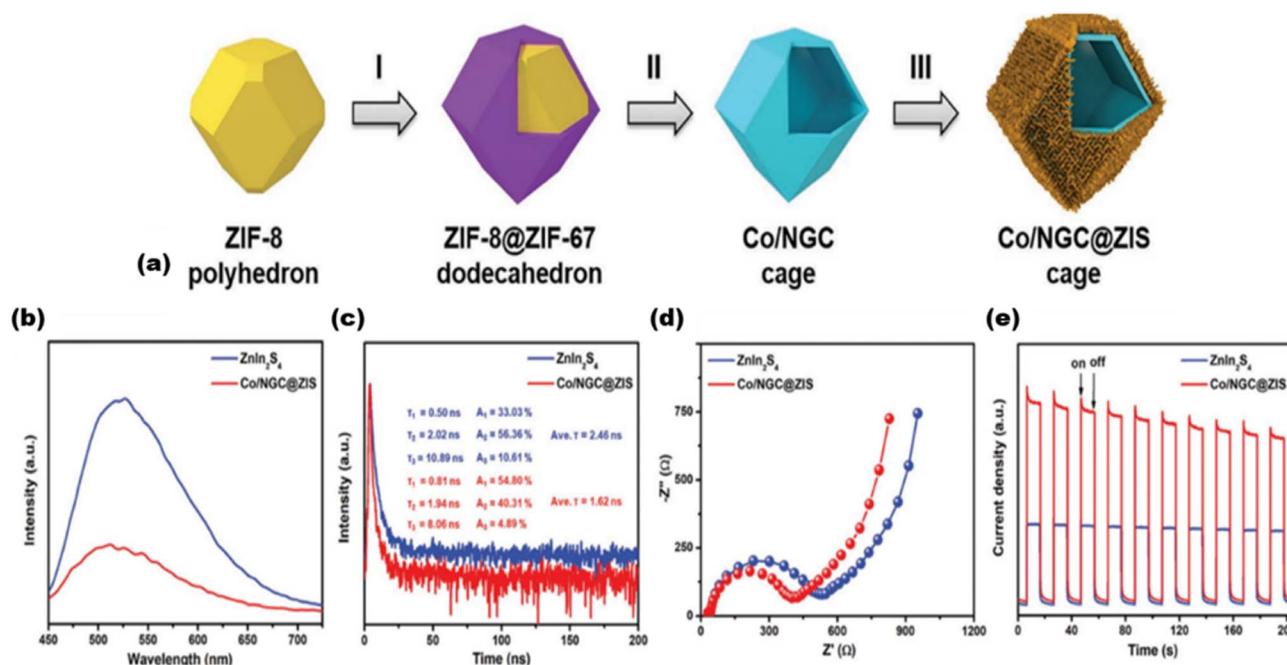 I II III
ZIF-8 ZIF-8@ZIF-67 Co/NGC Co/NGC@ZIS
(a) polyhedron dodecahedron cage cage
(b) (c) (d) (e)
ZnIn₂S₄
Co/NGC@ZIS
Intensity (a.u.)
450 500 550 600 650 700
Wavelength (nm)
ZnIn₂S₄
Co/NGC@ZIS
τ₁ = 0.50 ns A₁ = 33.03 %
τ₂ = 2.02 ns A₂ = 56.36 % Ave. τ = 2.46 ns
τ₃ = 10.89 ns A₃ = 10.61 %
τ₁ = 0.81 ns A₁ = 54.80 %
τ₂ = 1.94 ns A₂ = 40.31 % Ave. τ = 1.62 ns
τ₃ = 8.06 ns A₃ = 4.89 %
Intensity (a.u.)
0 50 100 150 200
Time (ns)
ZnIn₂S₄
Co/NGC@ZIS
-Z'' (Ω)
750
500
250
0
0 300 600 900 1200
Z' (Ω)
ZnIn₂S₄
Co/NGC@ZIS
on off
Current density (a.u.)
0 40 80 120 160 200
Time (s)